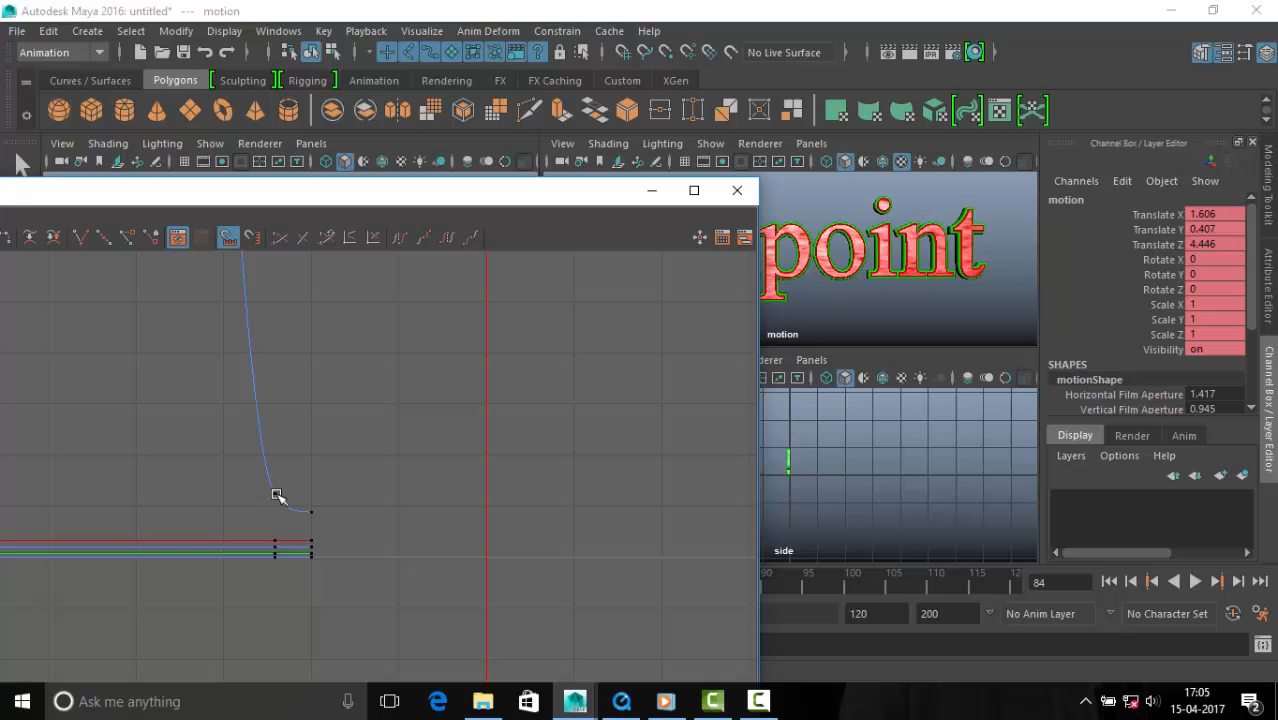 Autodesk Maya 2016: untitled* --- motion
File Edit Create Select Modify Display Windows Key Playback Visualize Anim Deform Constrain Cache Help
Animation No Live Surface
Curves / Surfaces Polygons Sculpting Rigging Animation Rendering FX FX Caching Custom XGen
View Shading Lighting Show Renderer Panels
View Shading Lighting Show Renderer Panels
Channel Box / Layer Editor
Channels Edit Object Show
motion
Translate X 1.606
Translate Y 0.407
Translate Z 4.446
Rotate X 0
Rotate Y 0
Rotate Z 0
Scale X 1
Scale Y 1
Scale Z 1
Visibility on
SHAPES
motionShape
Horizontal Film Aperture 1.417
Vertical Film Aperture 0.945
point
motion
derer Panels
side
Display Render Anim
Layers Options Help
Modeling Toolkit
Attribute Editor
Channel Box / Layer Editor
90 95 100 105 110 115 12
84
120 200 No Anim Layer No Character Set
Ask me anything
17:05
15-04-2017
2